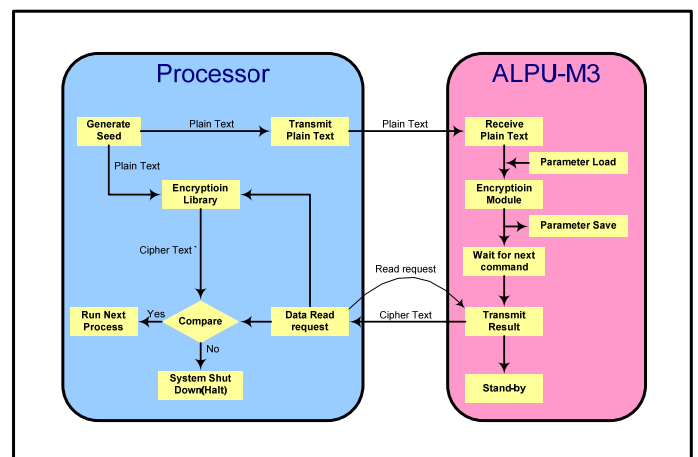 Processor
ALPU-M3
Generate
Seed
Plain Text
Transmit
Plain Text
Plain Text
Receive
Plain Text
Plain Text
Parameter Load
Encryptioin
Library
Encryptioin
Module
Parameter Save
Cipher Text`
Wait for next
command
Read request
Run Next
Process
Yes
Compare
Data Read
request
Cipher Text
Transmit
Result
No
System Shut
Down(Halt)
Stand-by